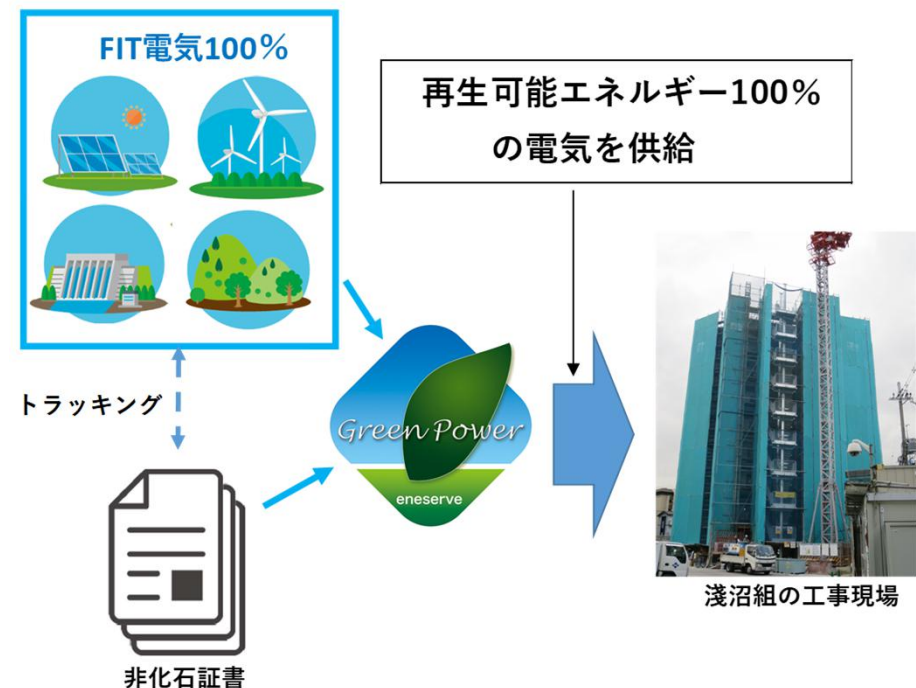 FIT電気100%
再生可能エネルギー100%
の電気を供給
トラッキング
Green Power
eneserve
淺沼組の工事現場
非化石証書